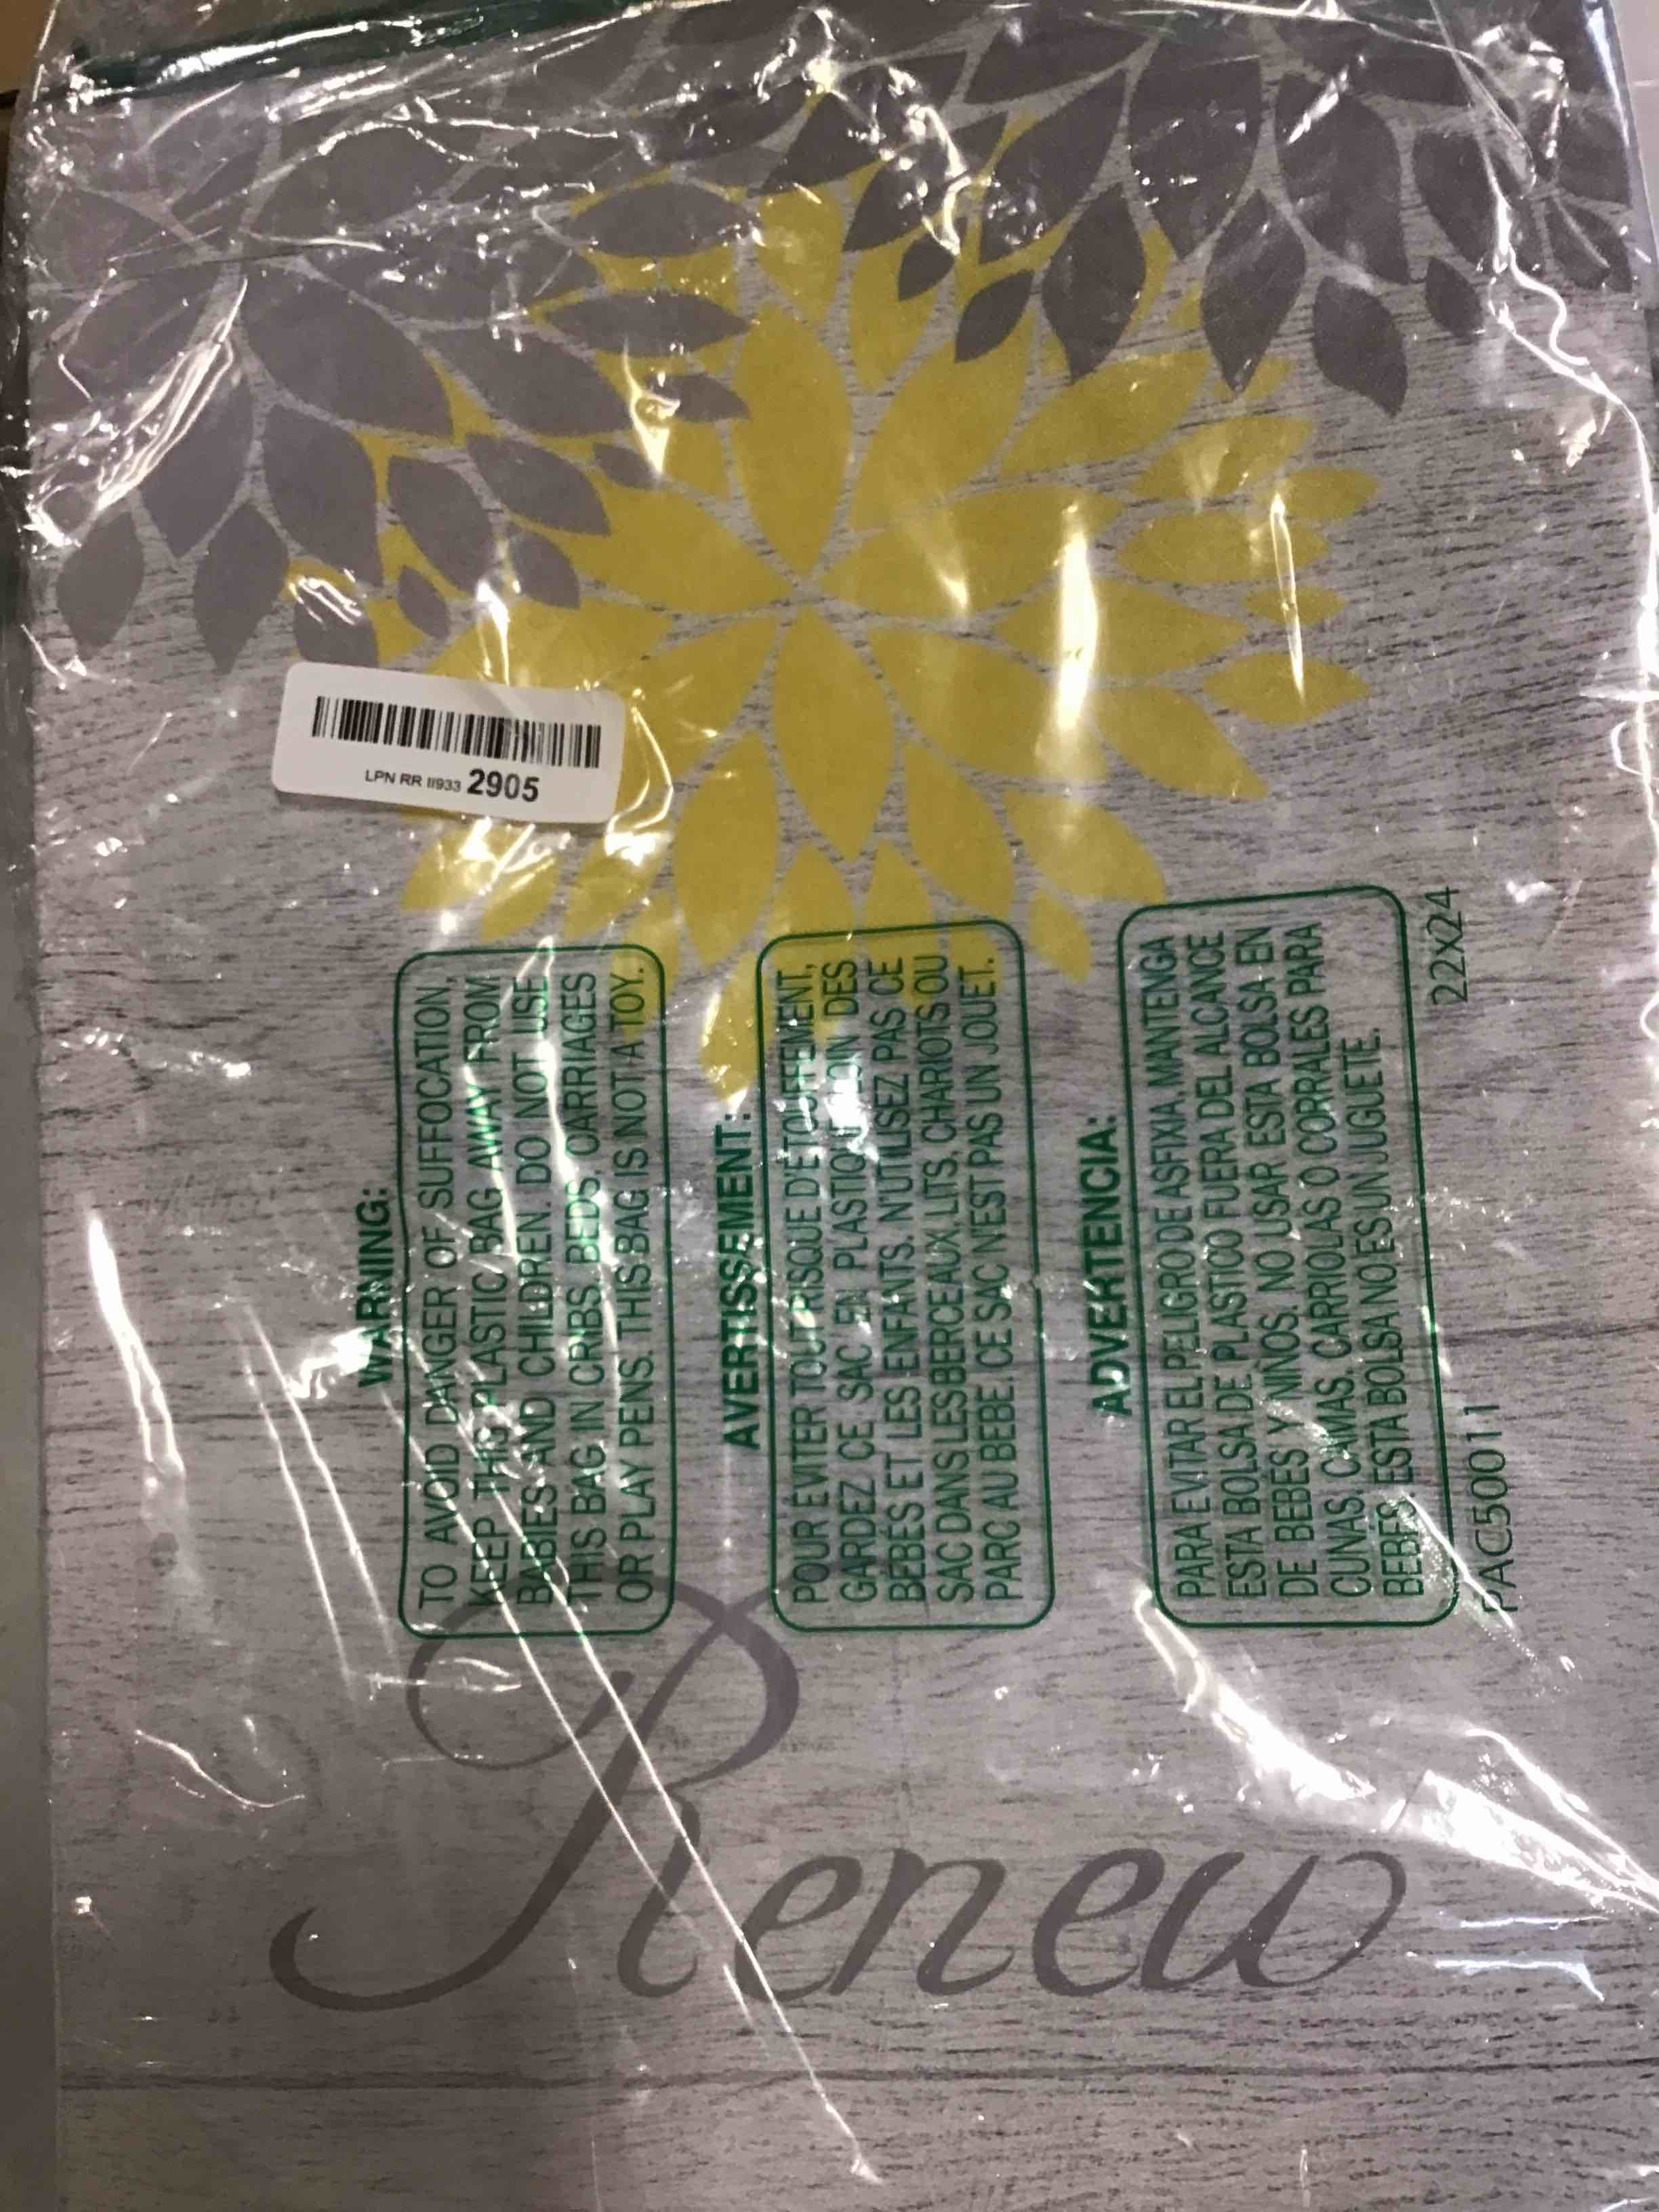 LPN RR II933 2905
WARNING:
TO AVOID DANGER OF SUFFOCATION,
KEEP THIS PLASTIC BAG AWAY FROM
BABIES AND CHILDREN. DO NOT USE
THIS BAG IN CRIBS, BEDS, CARRIAGES
OR PLAY PENS. THIS BAG IS NOT A TOY.
AVERTISSEMENT:
POUR ÉVITER TOUT RISQUE D'ÉTOUFFEMENT,
GARDEZ CE SAC EN PLASTIQUE LOIN DES
BEBÉS ET LES ENFANTS. N'UTILISEZ PAS CE
SAC DANS LES BERCEAUX, LITS, CHARIOTS OU
PARC AU BEBE. CE SAC N'EST PAS UN JOUET.
ADVERTENCIA:
PARA EVITAR EL PELIGRO DE ASFIXIA, MANTENGA
ESTA BOLSA DE PLASTICO FUERA DEL ALCANCE
DE BEBES Y NIÑOS. NO USAR ESTA BOLSA EN
CUNAS, CAMAS, CARRIOLAS O CORRALES PARA
BEBES. ESTA BOLSA NO ES UN JUGUETE.
22X24
PAC50011
Renew